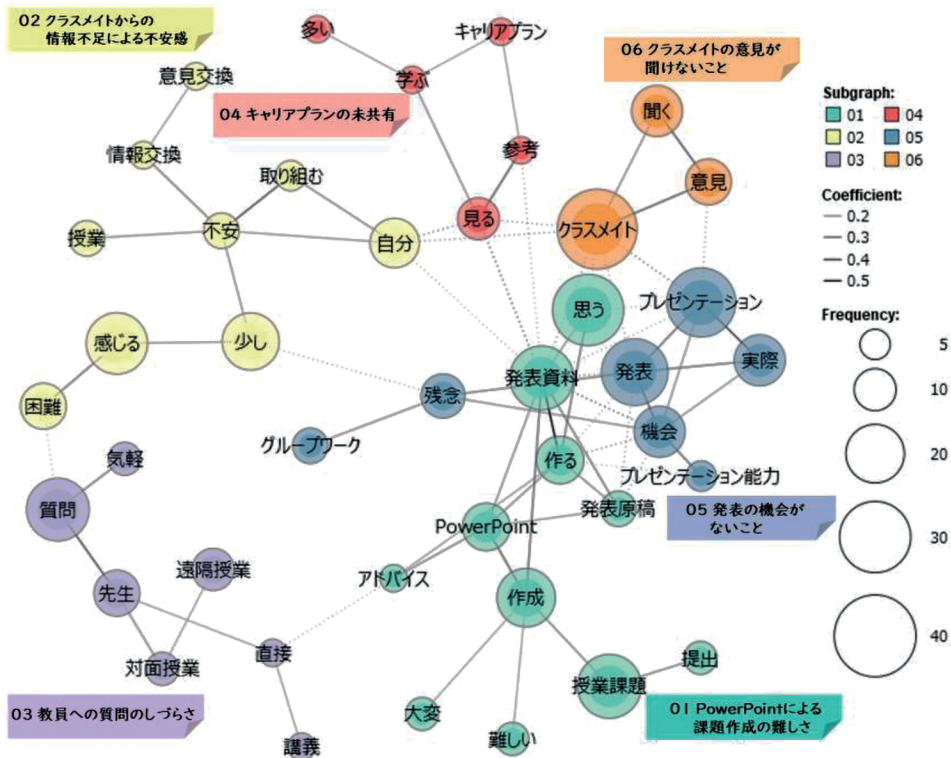 02 クラスメイトからの
情報不足による不安感
多い
キャリアプラン
06 クラスメイトの意見が
聞けないこと
意見交換
学ぶ
Subgraph:
01
04
02
05
03
06
04 キャリアプランの未共有
聞く
情報交換
取り組む
参考
意見
Coefficient:
0.2
0.3
0.4
0.5
授業
不安
自分
見る
クラスメイト
思う
プレゼンテーション
Frequency:
5
10
20
30
40
感じる
少し
発表資料
発表
実際
困難
残念
機会
気軽
グループワーク
作る
プレゼンテーション能力
質問
PowerPoint
発表原稿
05 発表の機会が
ないこと
遠隔授業
アドバイス
先生
作成
対面授業
直接
授業課題
提出
03 教員への質問のしづらさ
大変
難しい
講義
01 PowerPointによる
課題作成の難しさ